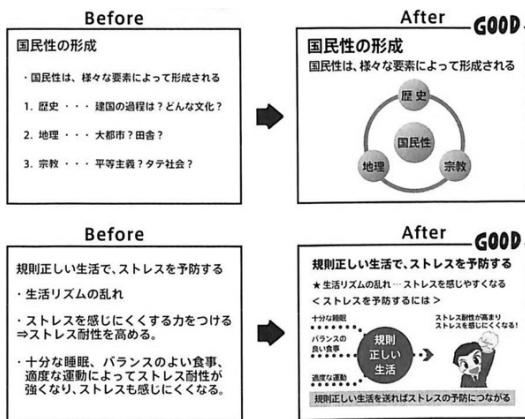 Before
国民性の形成
・国民性は、様々な要素によって形成される
1. 歴史 ・・・ 建国の過程は?どんな文化?
2. 地理 ・・・ 大都市?田舎?
3. 宗教 ・・・ 平等主義?タテ社会?
After
GOOD
国民性の形成
国民性は、様々な要素によって形成される
歴史
国民性
地理
宗教
Before
規則正しい生活で、ストレスを予防する
・生活リズムの乱れ
・ストレスを感じにくくする力をつける
⇒ストレス耐性を高める。
・十分な睡眠、バランスのよい食事、
適度な運動によってストレス耐性が
強くなり、ストレスも感じにくくなる。
After
GOOD
規則正しい生活で、ストレスを予防する
★ 生活リズムの乱れ…ストレスを感じやすくなる
<ストレスを予防するには>
十分な睡眠
バランスの
良い食事
適度な運動
規則
正しい
生活
ストレス耐性が高まり
ストレスを感じにくくなる!
規則正しい生活を送ればストレスの予防につながる